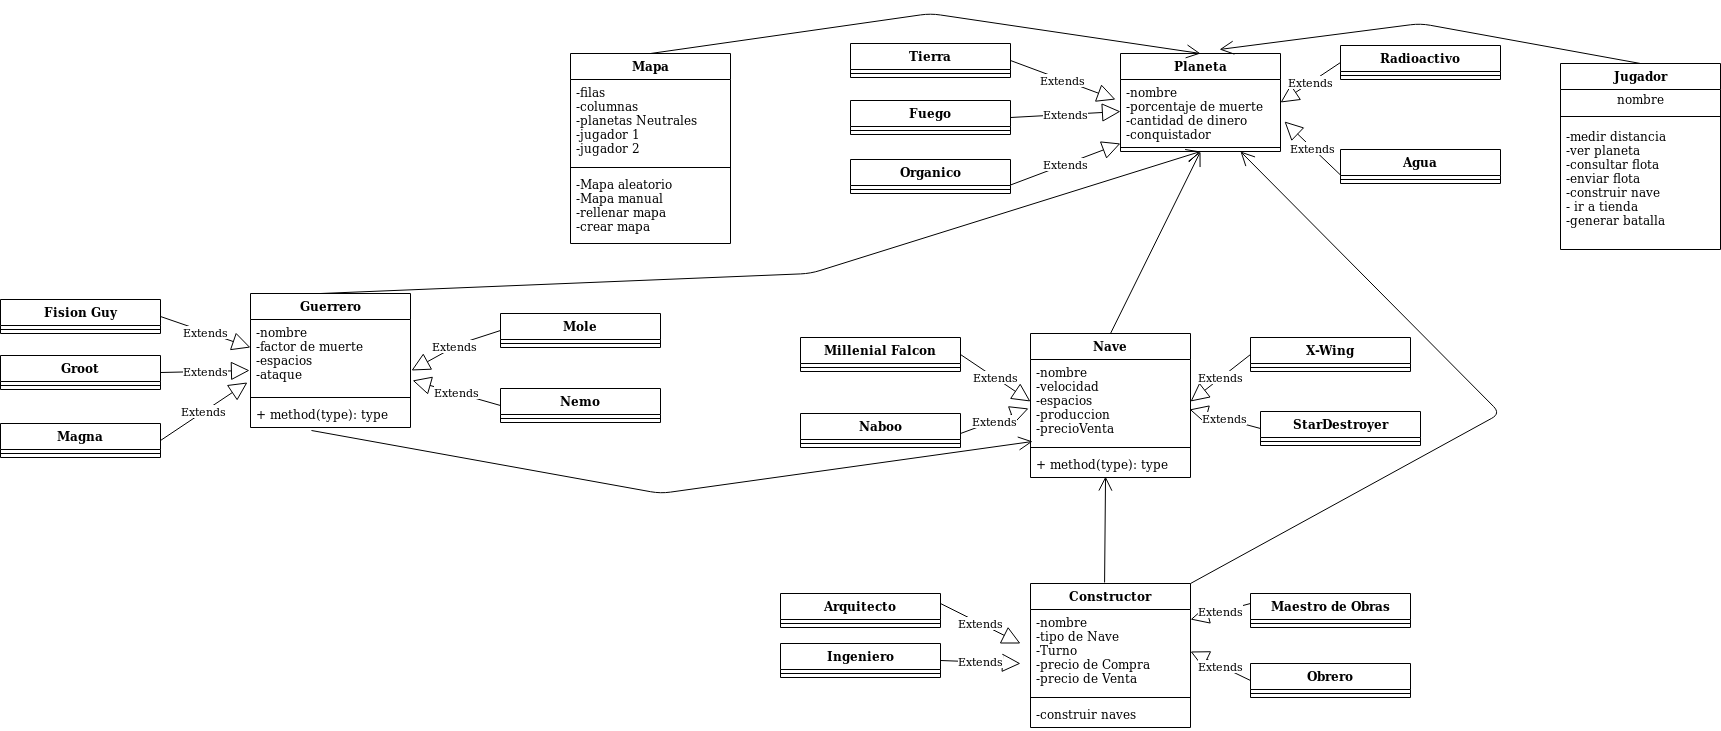 Mapa
-filas
-columnas
-planetas Neutrales
-jugador 1
-jugador 2
-Mapa aleatorio
-Mapa manual
-rellenar mapa
-crear mapa
Tierra
Extends
Fuego
Extends
Organico
Extends
Planeta
-nombre
-porcentaje de muerte
-cantidad de dinero
-conquistador
Radioactivo
Extends
Agua
Extends
Jugador
nombre
-medir distancia
-ver planeta
-consultar flota
-enviar flota
-construir nave
- ir a tienda
-generar batalla
Fision Guy
Extends
Groot
Extends
Magna
Extends
Guerrero
-nombre
-factor de muerte
-espacios
-ataque
+ method(type): type
Mole
Extends
Nemo
Extends
Millenial Falcon
Extends
Naboo
Extends
Nave
-nombre
-velocidad
-espacios
-produccion
-precioVenta
+ method(type): type
X-Wing
Extends
StarDestroyer
Extends
Arquitecto
Extends
Ingeniero
Extends
Constructor
-nombre
-tipo de Nave
-Turno
-precio de Compra
-precio de Venta
-construir naves
Maestro de Obras
Extends
Obrero
Extends